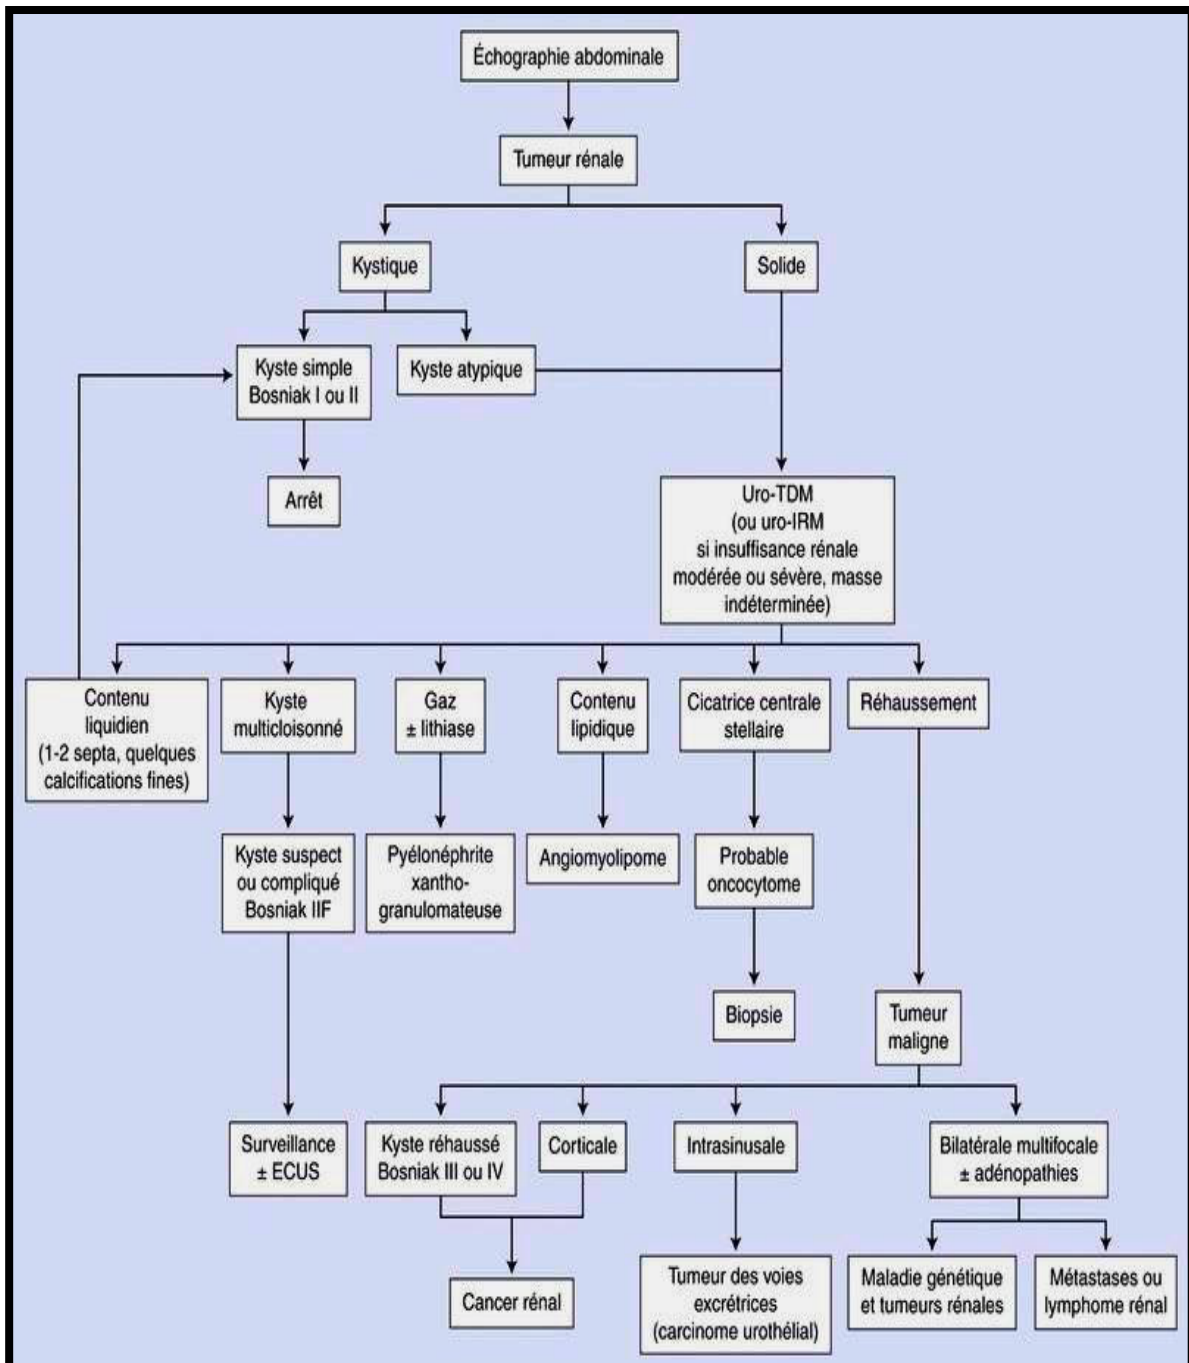 Échographie abdominale
Tumeur rénale
Kystique
Solide
Kyste simple
Bosniak I ou II
Kyste atypique
Arrêt
Uro-TDM
(ou uro-IRM
si insuffisance rénale
modérée ou sévère, masse
indéterminée)
Contenu
liquidien
(1-2 septa, quelques
calcifications fines)
Kyste
multicloisonné
Gaz
± lithiase
Contenu
lipidique
Cicatrice centrale
stellaire
Réhaussement
Kyste suspect
ou compliqué
Bosniak IIF
Pyélonéphrite
xantho-
granulomateuse
Angiomyolipome
Probable
oncocytome
Biopsie
Tumeur
maligne
Surveillance
± ECUS
Kyste réhaussé
Bosniak III ou IV
Corticale
Intrasinusale
Bilatérale multifocale
± adénopathies
Cancer rénal
Tumeur des voies
excrétrices
(carcinome urothélial)
Maladie génétique
et tumeurs rénales
Métastases ou
lymphome rénal